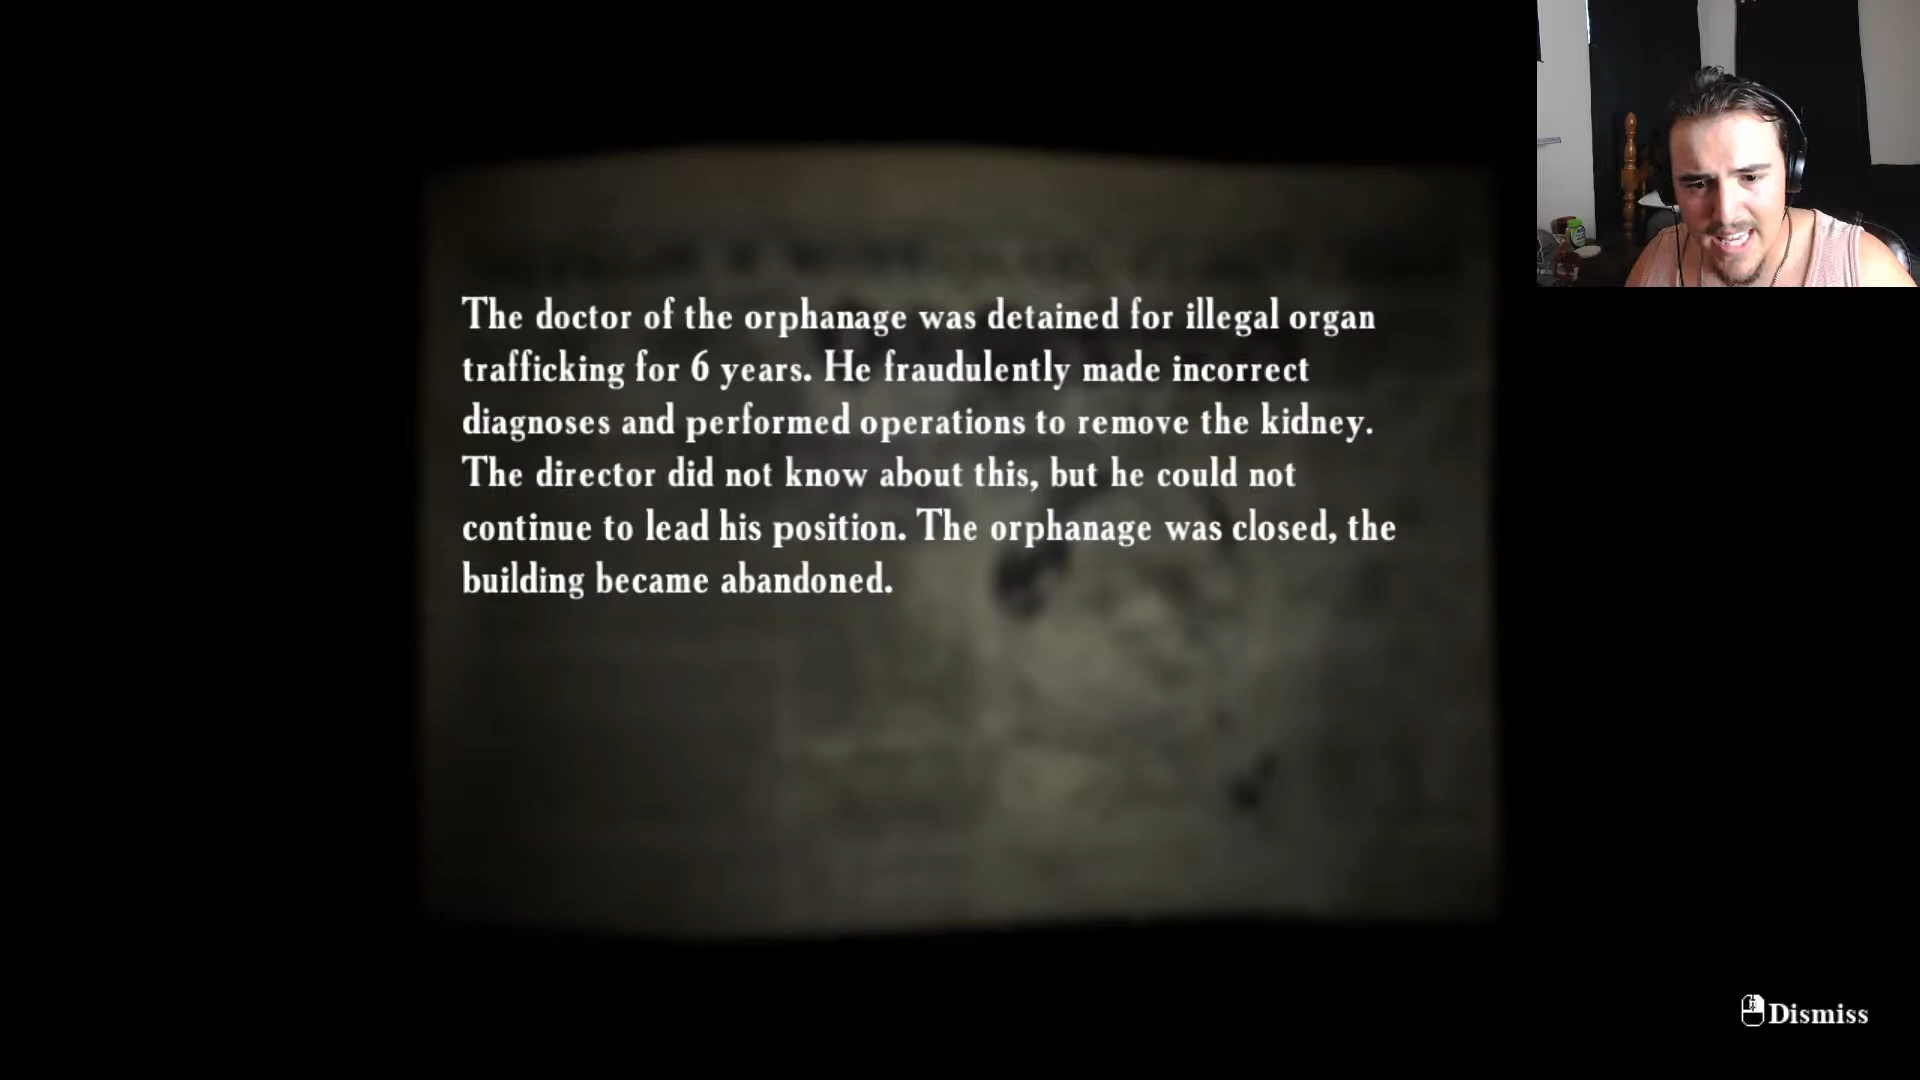 The doctor of the orphanage was detained for illegal organ
trafficking for 6 years. He fraudulently made incorrect
diagnoses and performed operations to remove the kidney.
The director did not know about this, but he could not
continue to lead his position. The orphanage was closed, the
building became abandoned.
Dismiss